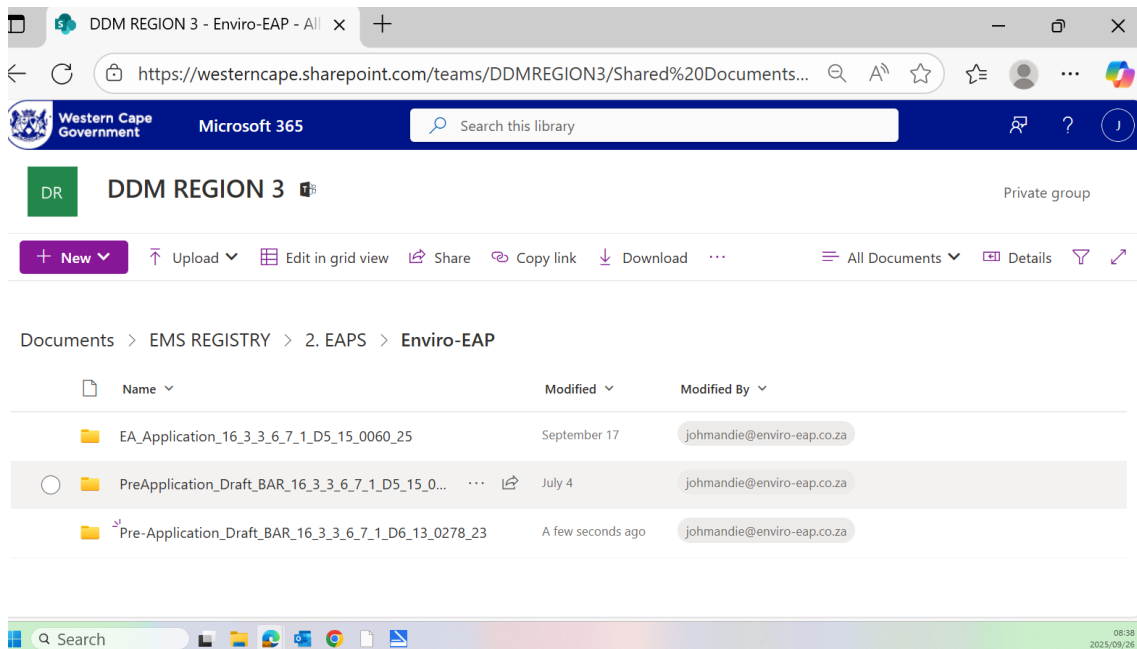 DDM REGION 3 - Enviro-EAP - All
https://westerncape.sharepoint.com/teams/DDMREGION3/Shared%20Documents...
Western Cape
Government
Microsoft 365
Search this library
J
DR
DDM REGION 3
Private group
New
Upload
Edit in grid view
Share
Copy link
Download
All Documents
Details
Documents > EMS REGISTRY > 2. EAPS > Enviro-EAP
Name Modified Modified By
EA_Application_16_3_3_6_7_1_D5_15_0060_25 September 17 johmandie@enviro-eap.co.za
PreApplication_Draft_BAR_16_3_3_6_7_1_D5_15_0... July 4 johmandie@enviro-eap.co.za
Pre-Application_Draft_BAR_16_3_3_6_7_1_D6_13_0278_23 A few seconds ago johmandie@enviro-eap.co.za
Search
08:38
2025/09/26